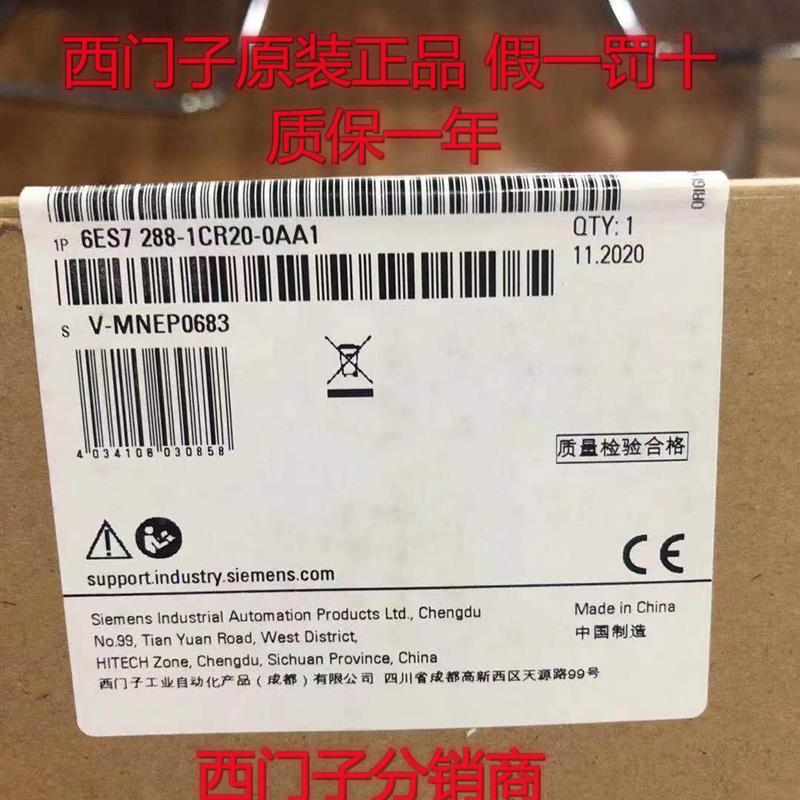 西门子原装正品 假一罚十
质保一年
1P 6ES7 288-1CR20-0AA1
QTY: 1
11.2020
S V-MNEP0683
4 034106 030858
质量检验合格
CE
support.industry.siemens.com
Siemens Industrial Automation Products Ltd., Chengdu
No.99, Tian Yuan Road, West District,
HITECH Zone, Chengdu, Sichuan Province, China
西门子工业自动化产品(成都)有限公司 四川省成都高新西区天源路99号
Made in China
中国制造
西门子分销商